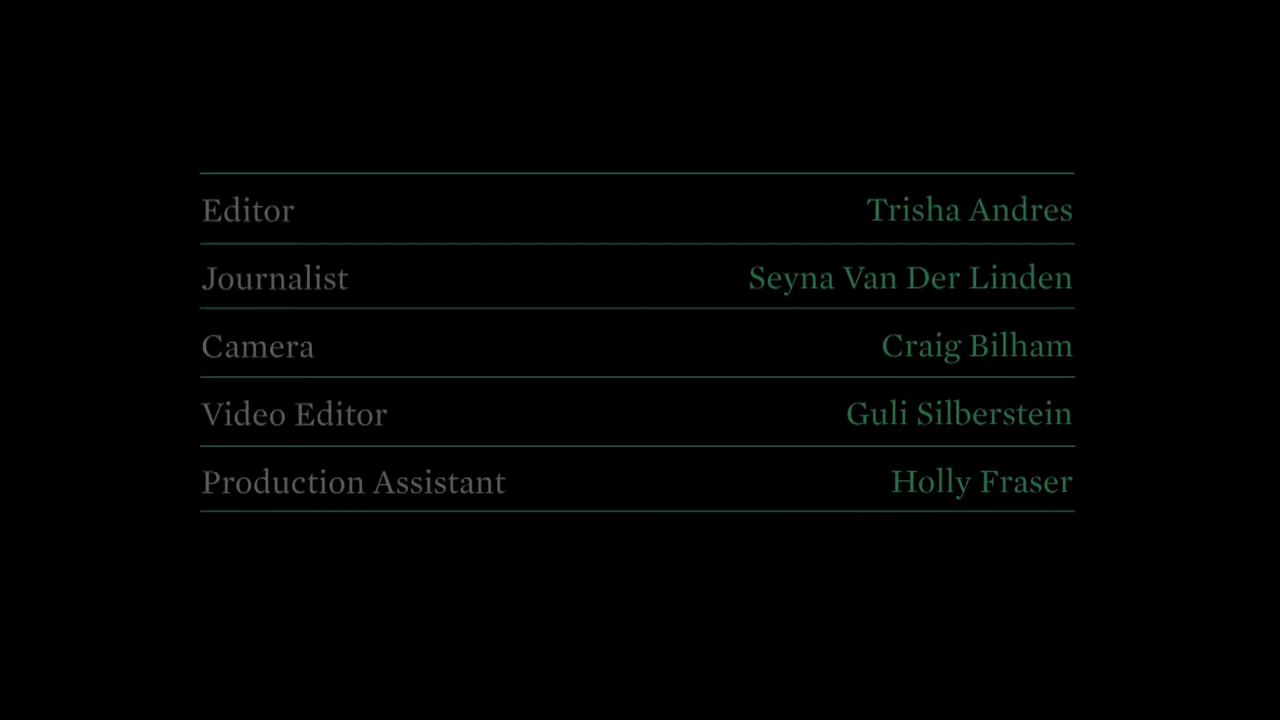 Editor Trisha Andres
Journalist Seyna Van Der Linden
Camera Craig Bilham
Video Editor Guli Silberstein
Production Assistant Holly Fraser